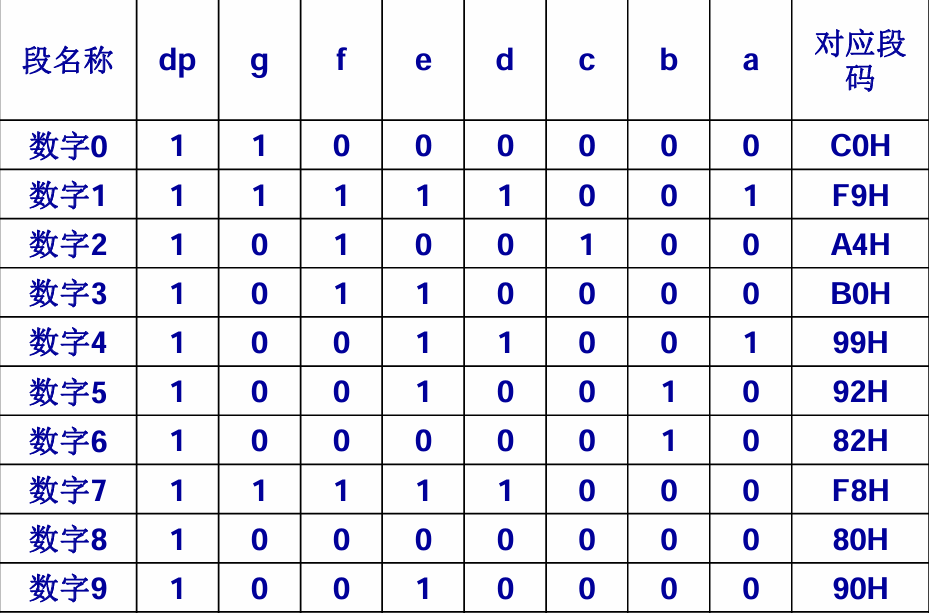 段名称 dp g f e d c b a 对应段
码
数字0 1 1 0 0 0 0 0 0 C0H
数字1 1 1 1 1 1 0 0 1 F9H
数字2 1 0 1 0 0 1 0 0 A4H
数字3 1 0 1 1 0 0 0 0 B0H
数字4 1 0 0 1 1 0 0 1 99H
数字5 1 0 0 1 0 0 1 0 92H
数字6 1 0 0 0 0 0 1 0 82H
数字7 1 1 1 1 1 0 0 0 F8H
数字8 1 0 0 0 0 0 0 0 80H
数字9 1 0 0 1 0 0 0 0 90H